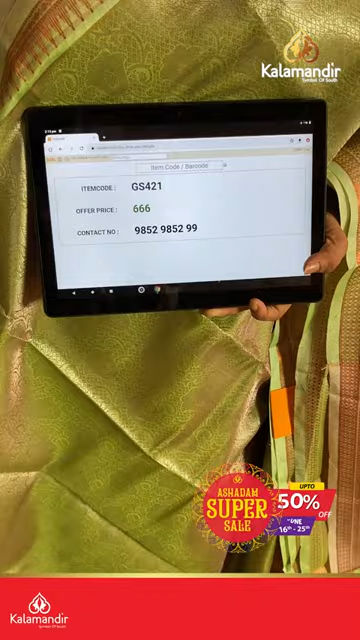 Kalamandir
Symbol Of South
Item Code / Barcode
ITEMCODE : GS421
OFFER PRICE : 666
CONTACT NO : 9852 9852 99
ASHADAM
SUPER
SALE
UPTO
50%
OFF
16th - 25th
Kalamandir
Symbol Of South